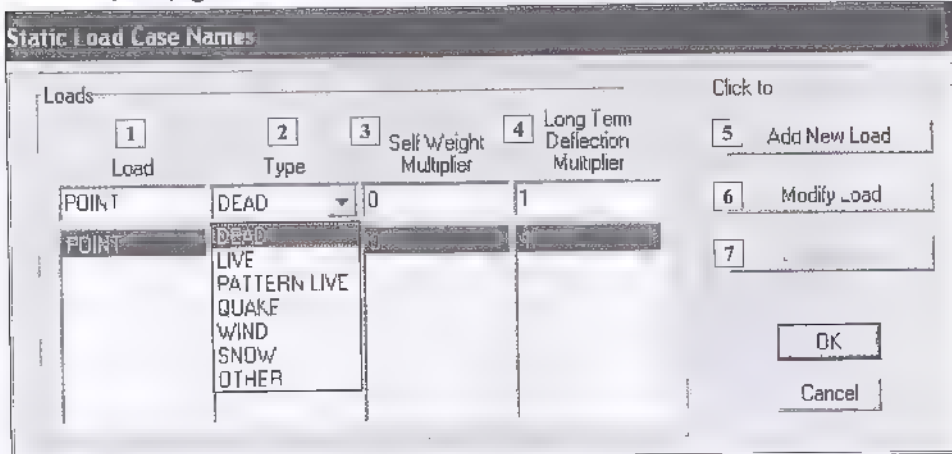 Static Load Case Names
Loads
Click to
1 2 3 4
Load Type Self Weight Multiplier Long Term Deflection Multiplier
POINT DEAD 0 1
POINT DEAD
LIVE
PATTERN LIVE
QUAKE
WIND
SNOW
OTHER
5 Add New Load
6 Modify Load
7
OK
Cancel